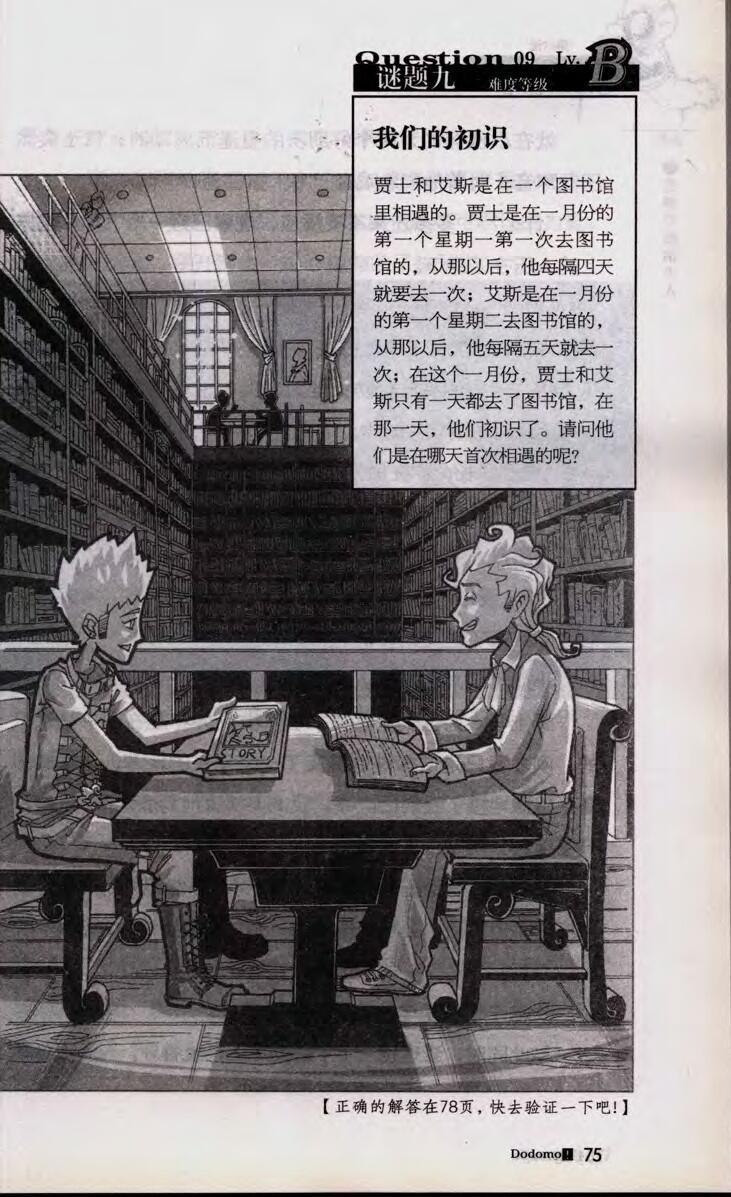 Question 09 Lv. B
谜题九 难度等级
我们的初识
贾士和艾斯是在一个图书馆
里相遇的。贾士是在一月份的
第一个星期一第一次去图书
馆的，从那以后，他每隔四天
就要去一次；艾斯是在一月份
的第一个星期二去图书馆的，
从那以后，他每隔五天就去一
次；在这个一月份，贾士和艾
斯只有一天都去了图书馆，在
那一天，他们初识了。请问他
们是在哪天首次相遇的呢？
STORY
【正确的解答在78页，快去验证一下吧！】
Dodomo! 75